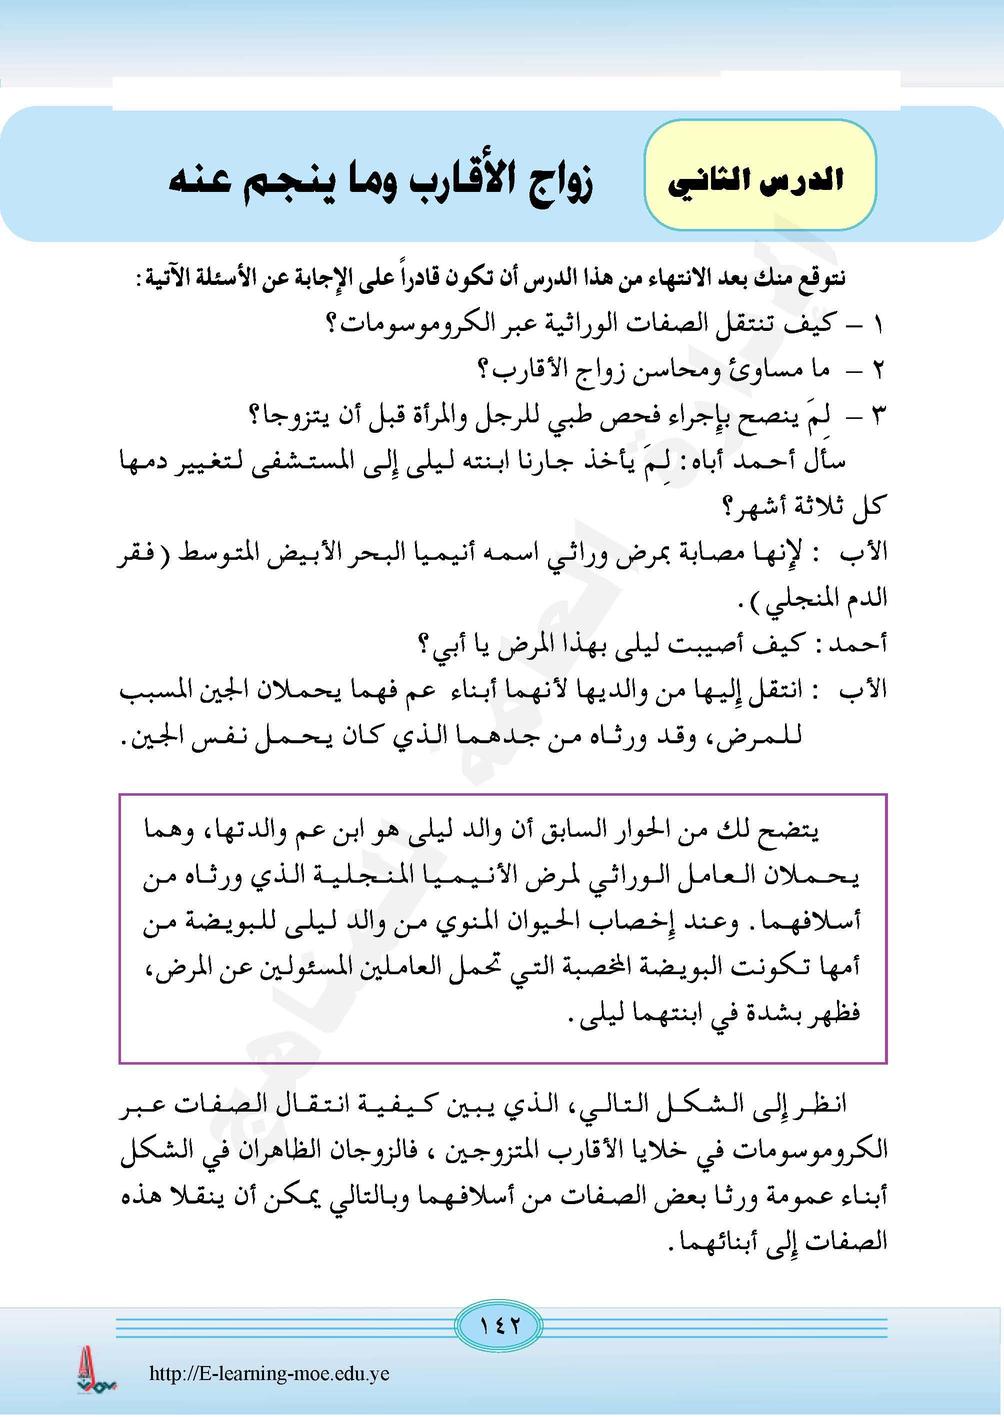 الدرس الثاني
زواج الأقارب وما ينجم عنه
نتوقع منك بعد الانتهاء من هذا الدرس أن تكون قادراً على الإجابة عن الأسئلة الآتية:
١ – كيف تنتقل الصفات الوراثية عبر الكروموسومات؟
٢ – ما مساوئ ومحاسن زواج الأقارب؟
٣ – لِمَ ينصح بإجراء فحص طبي للرجل والمرأة قبل أن يتزوجا؟
سأل أحمد أباه: لِمَ يأخذ جارنا ابنته ليلى إلى المستشفى لتغيير دمها
كل ثلاثة أشهر؟
الأب : لإنها مصابة بمرض وراثي اسمه أنيميا البحر الأبيض المتوسط (فقر
الدم المنجلي).
أحمد: كيف أصيبت ليلى بهذا المرض يا أبي؟
الأب : انتقل إليها من والديها لأنهما أبناء عم فهما يحملان الجين المسبب
للمرض، وقد ورثاه من جدهما الذي كان يحمل نفس الجين.
يتضح لك من الحوار السابق أن والد ليلى هو ابن عم والدتها، وهما
يحملان العامل الوراثي لمرض الأنيميا المنجلية الذي ورثاه من
أسلافهما. وعند إخصاب الحيوان المنوي من والد ليلى للبويضة من
أمها تكونت البويضة المخصبة التي تحمل العاملين المسئولين عن المرض،
فظهر بشدة في ابنتهما ليلى.
انظر إلى الشكل التالي، الذي يبين كيفية انتقال الصفات عبر
الكروموسومات في خلايا الأقارب المتزوجين ، فالزوجان الظاهران في الشكل
أبناء عمومة ورثا بعض الصفات من أسلافهما وبالتالي يمكن أن ينقلا هذه
الصفات إلى أبنائهما.
١٤٢
http://E-learning-moe.edu.ye
الإدارة العامة للمناهج